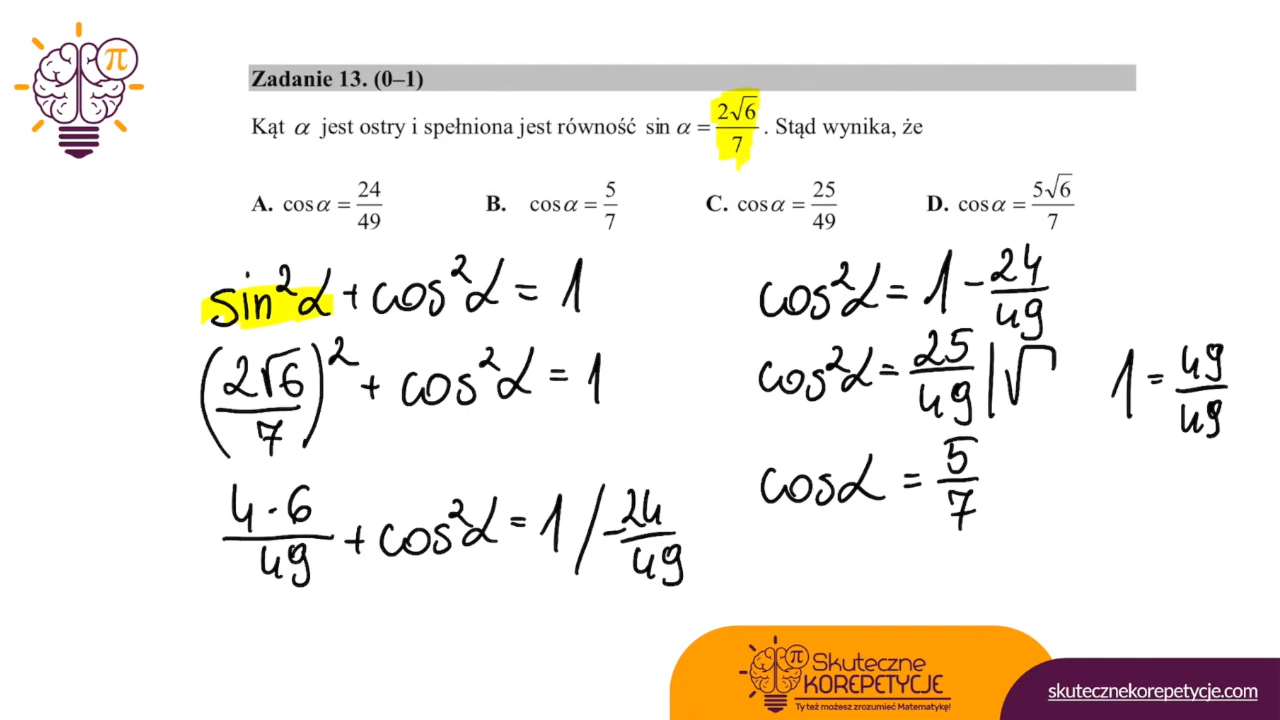 π
Zadanie 13. (0–1)
Kąt α jest ostry i spełniona jest równość sin α = 2√6/7 . Stąd wynika, że
A. cos α = 24/49 B. cos α = 5/7 C. cos α = 25/49 D. cos α = 5√6/7
sin²α + cos²α = 1
(2√6/7)² + cos²α = 1
4·6/49 + cos²α = 1 / −24/49
cos²α = 1 − 24/49
cos²α = 25/49 |√
1 = 49/49
cosα = 5/7
π
Skuteczne
KOREPETYCJE
Ty też możesz zrozumieć Matematykę!
skutecznekorepetycje.com